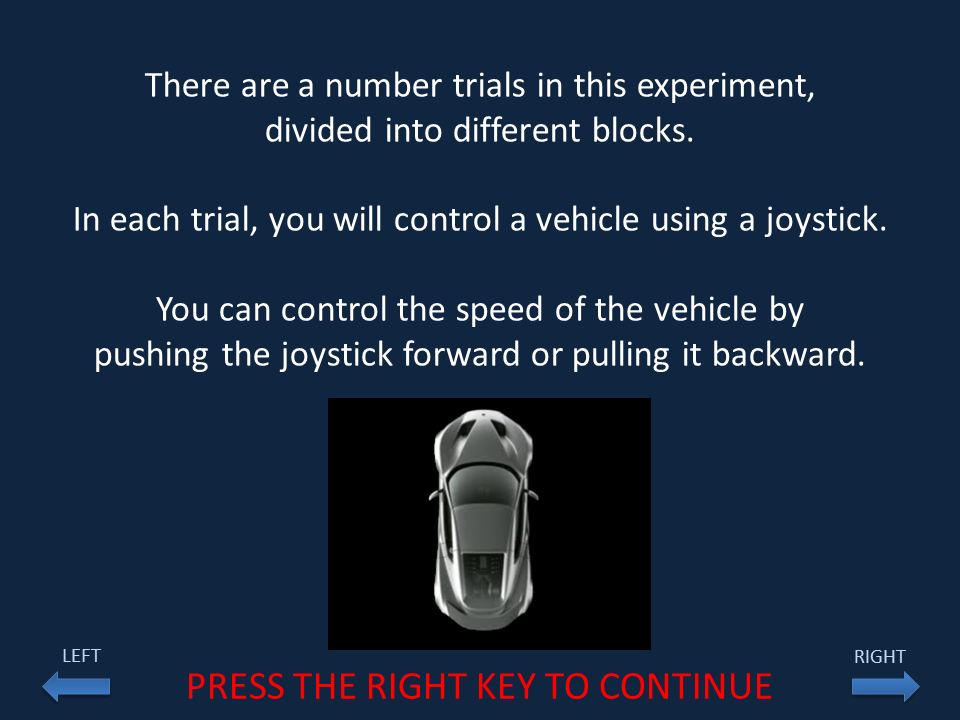 There are a number trials in this experiment,
divided into different blocks.
In each trial, you will control a vehicle using a joystick.
You can control the speed of the vehicle by
pushing the joystick forward or pulling it backward.
LEFT
RIGHT
PRESS THE RIGHT KEY TO CONTINUE